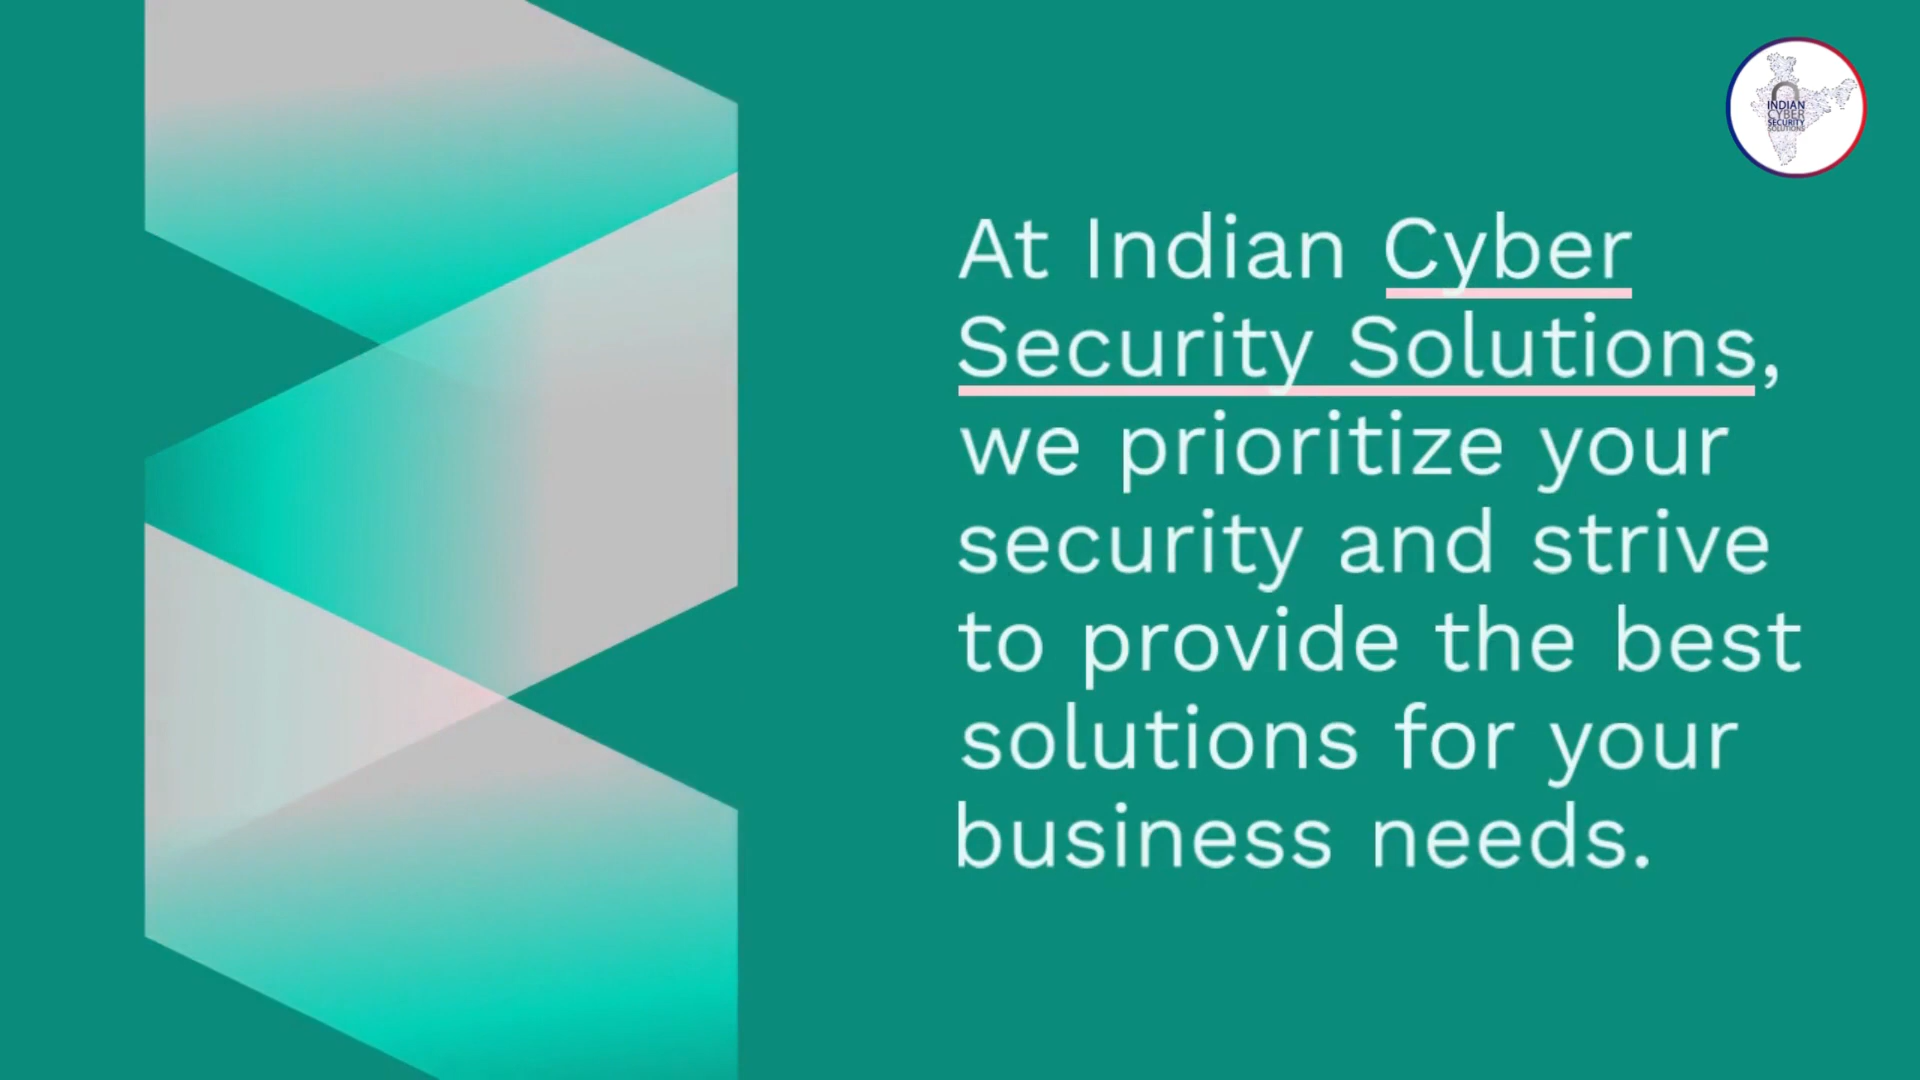 INDIAN
CYBER
SECURITY
SOLUTIONS
At Indian Cyber
Security Solutions,
we prioritize your
security and strive
to provide the best
solutions for your
business needs.